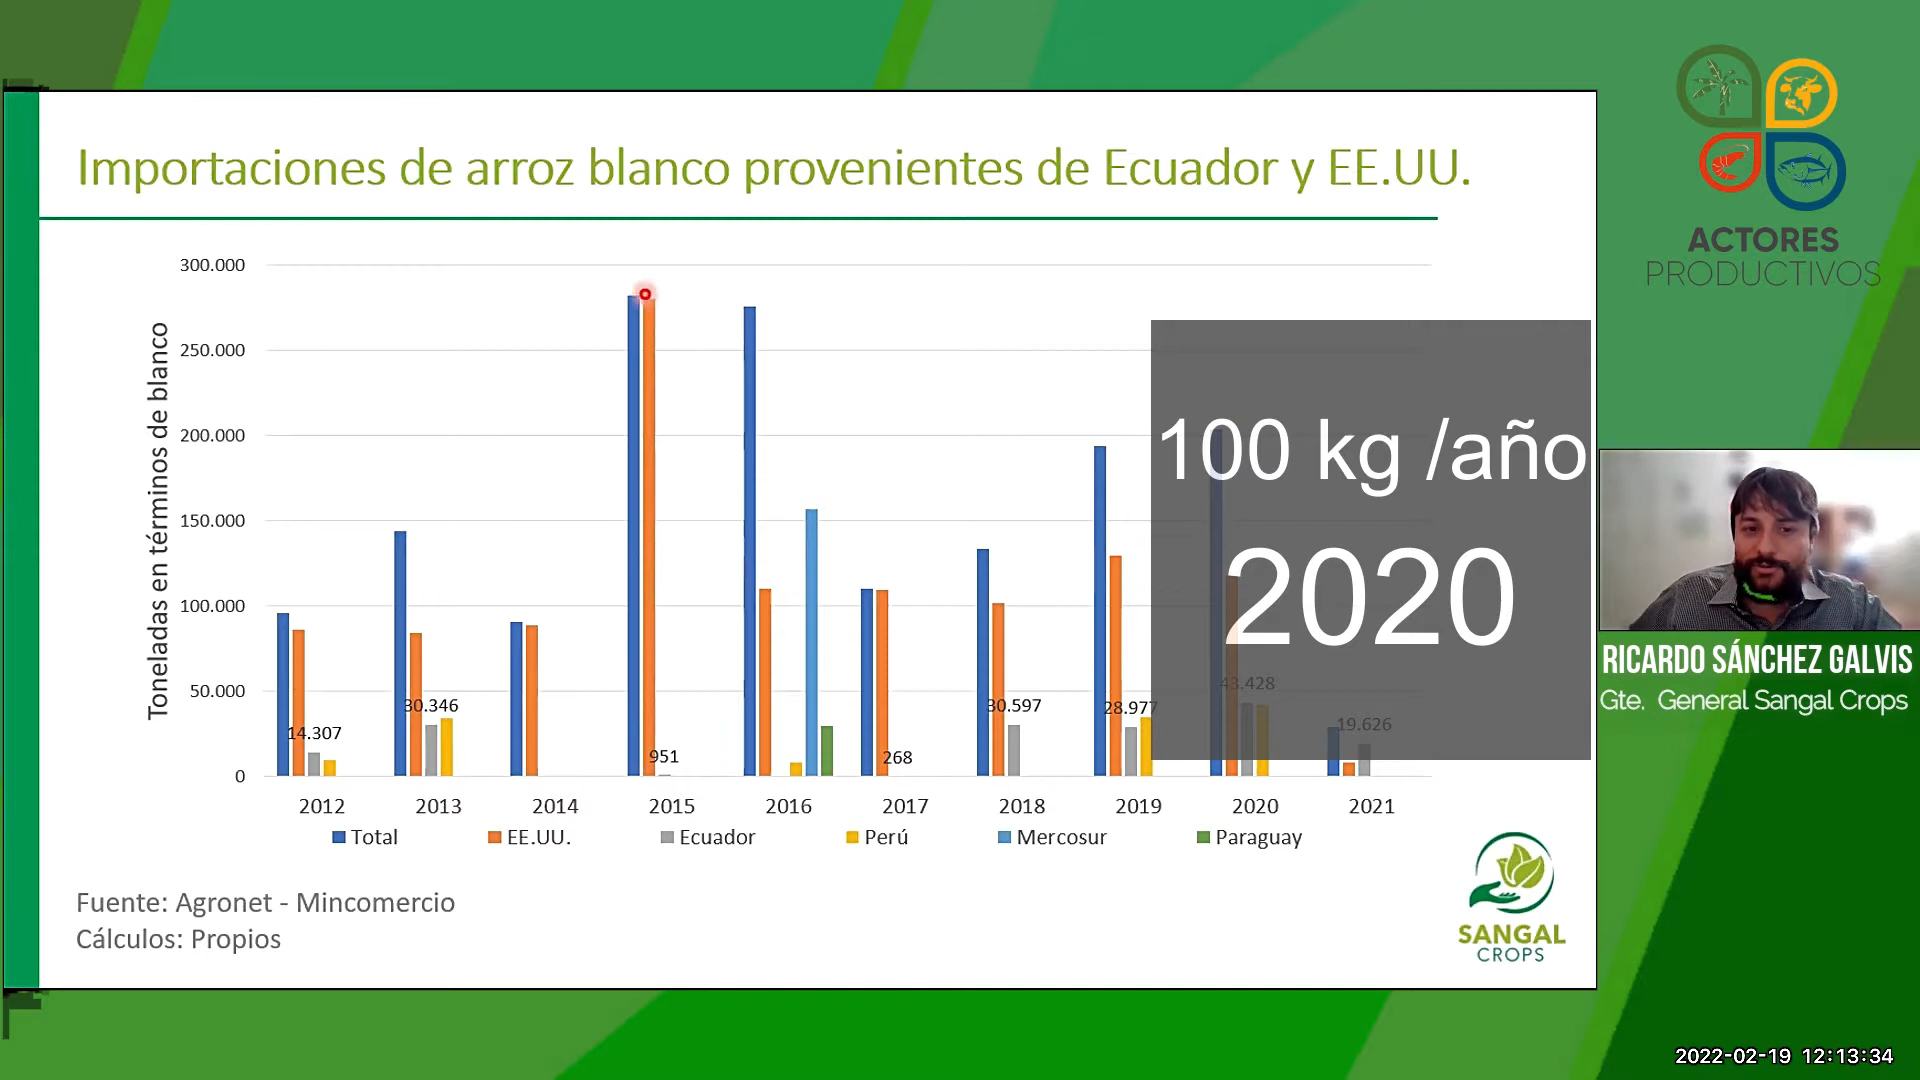 Importaciones de arroz blanco provenientes de Ecuador y EE.UU.
ACTORES
PRODUCTIVOS
Toneladas en términos de blanco
300.000
250.000
200.000
150.000
100.000
50.000
0
14.307
30.346
951
268
30.597
28.977
43.428
19.626
100 kg /año
2020
2012 2013 2014 2015 2016 2017 2018 2019 2020 2021
Total EE.UU. Ecuador Perú Mercosur Paraguay
Fuente: Agronet - Mincomercio
Cálculos: Propios
SANGAL
CROPS
RICARDO SÁNCHEZ GALVIS
Gte. General Sangal Crops
2022-02-19 12:13:34